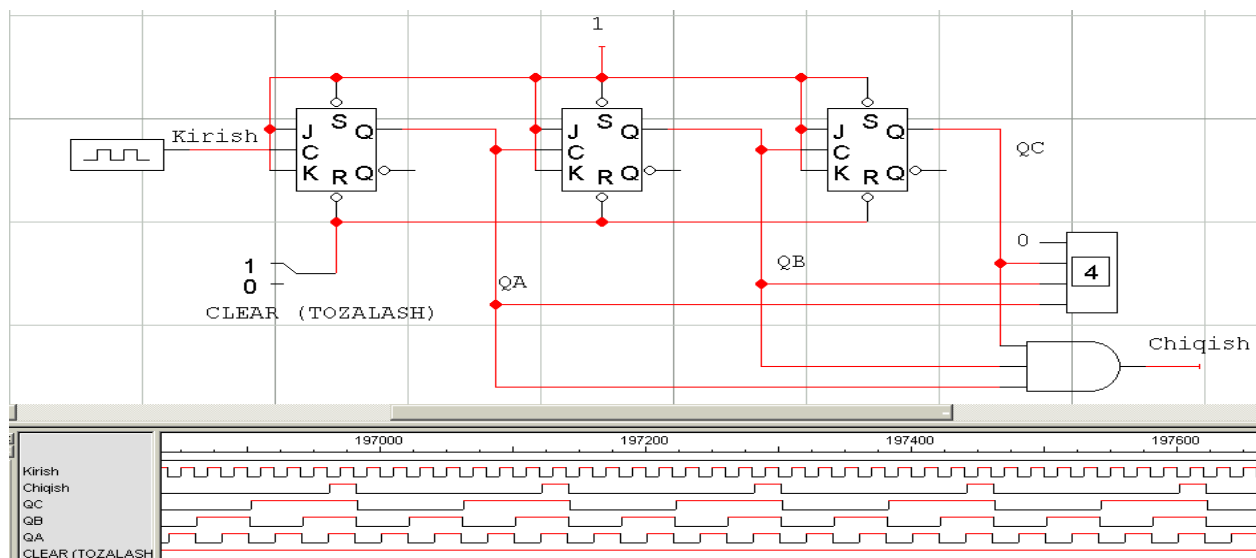 1
J S Q
C
K R Q
J S Q
C
K R Q
J S Q
C
K R Q
Kirish
QC
1
0
CLEAR (TOZALASH)
QA
QB
0
4
Chiqish
197000 197200 197400 197600
Kirish
Chiqish
QC
QB
QA
CLEAR (TOZALASH